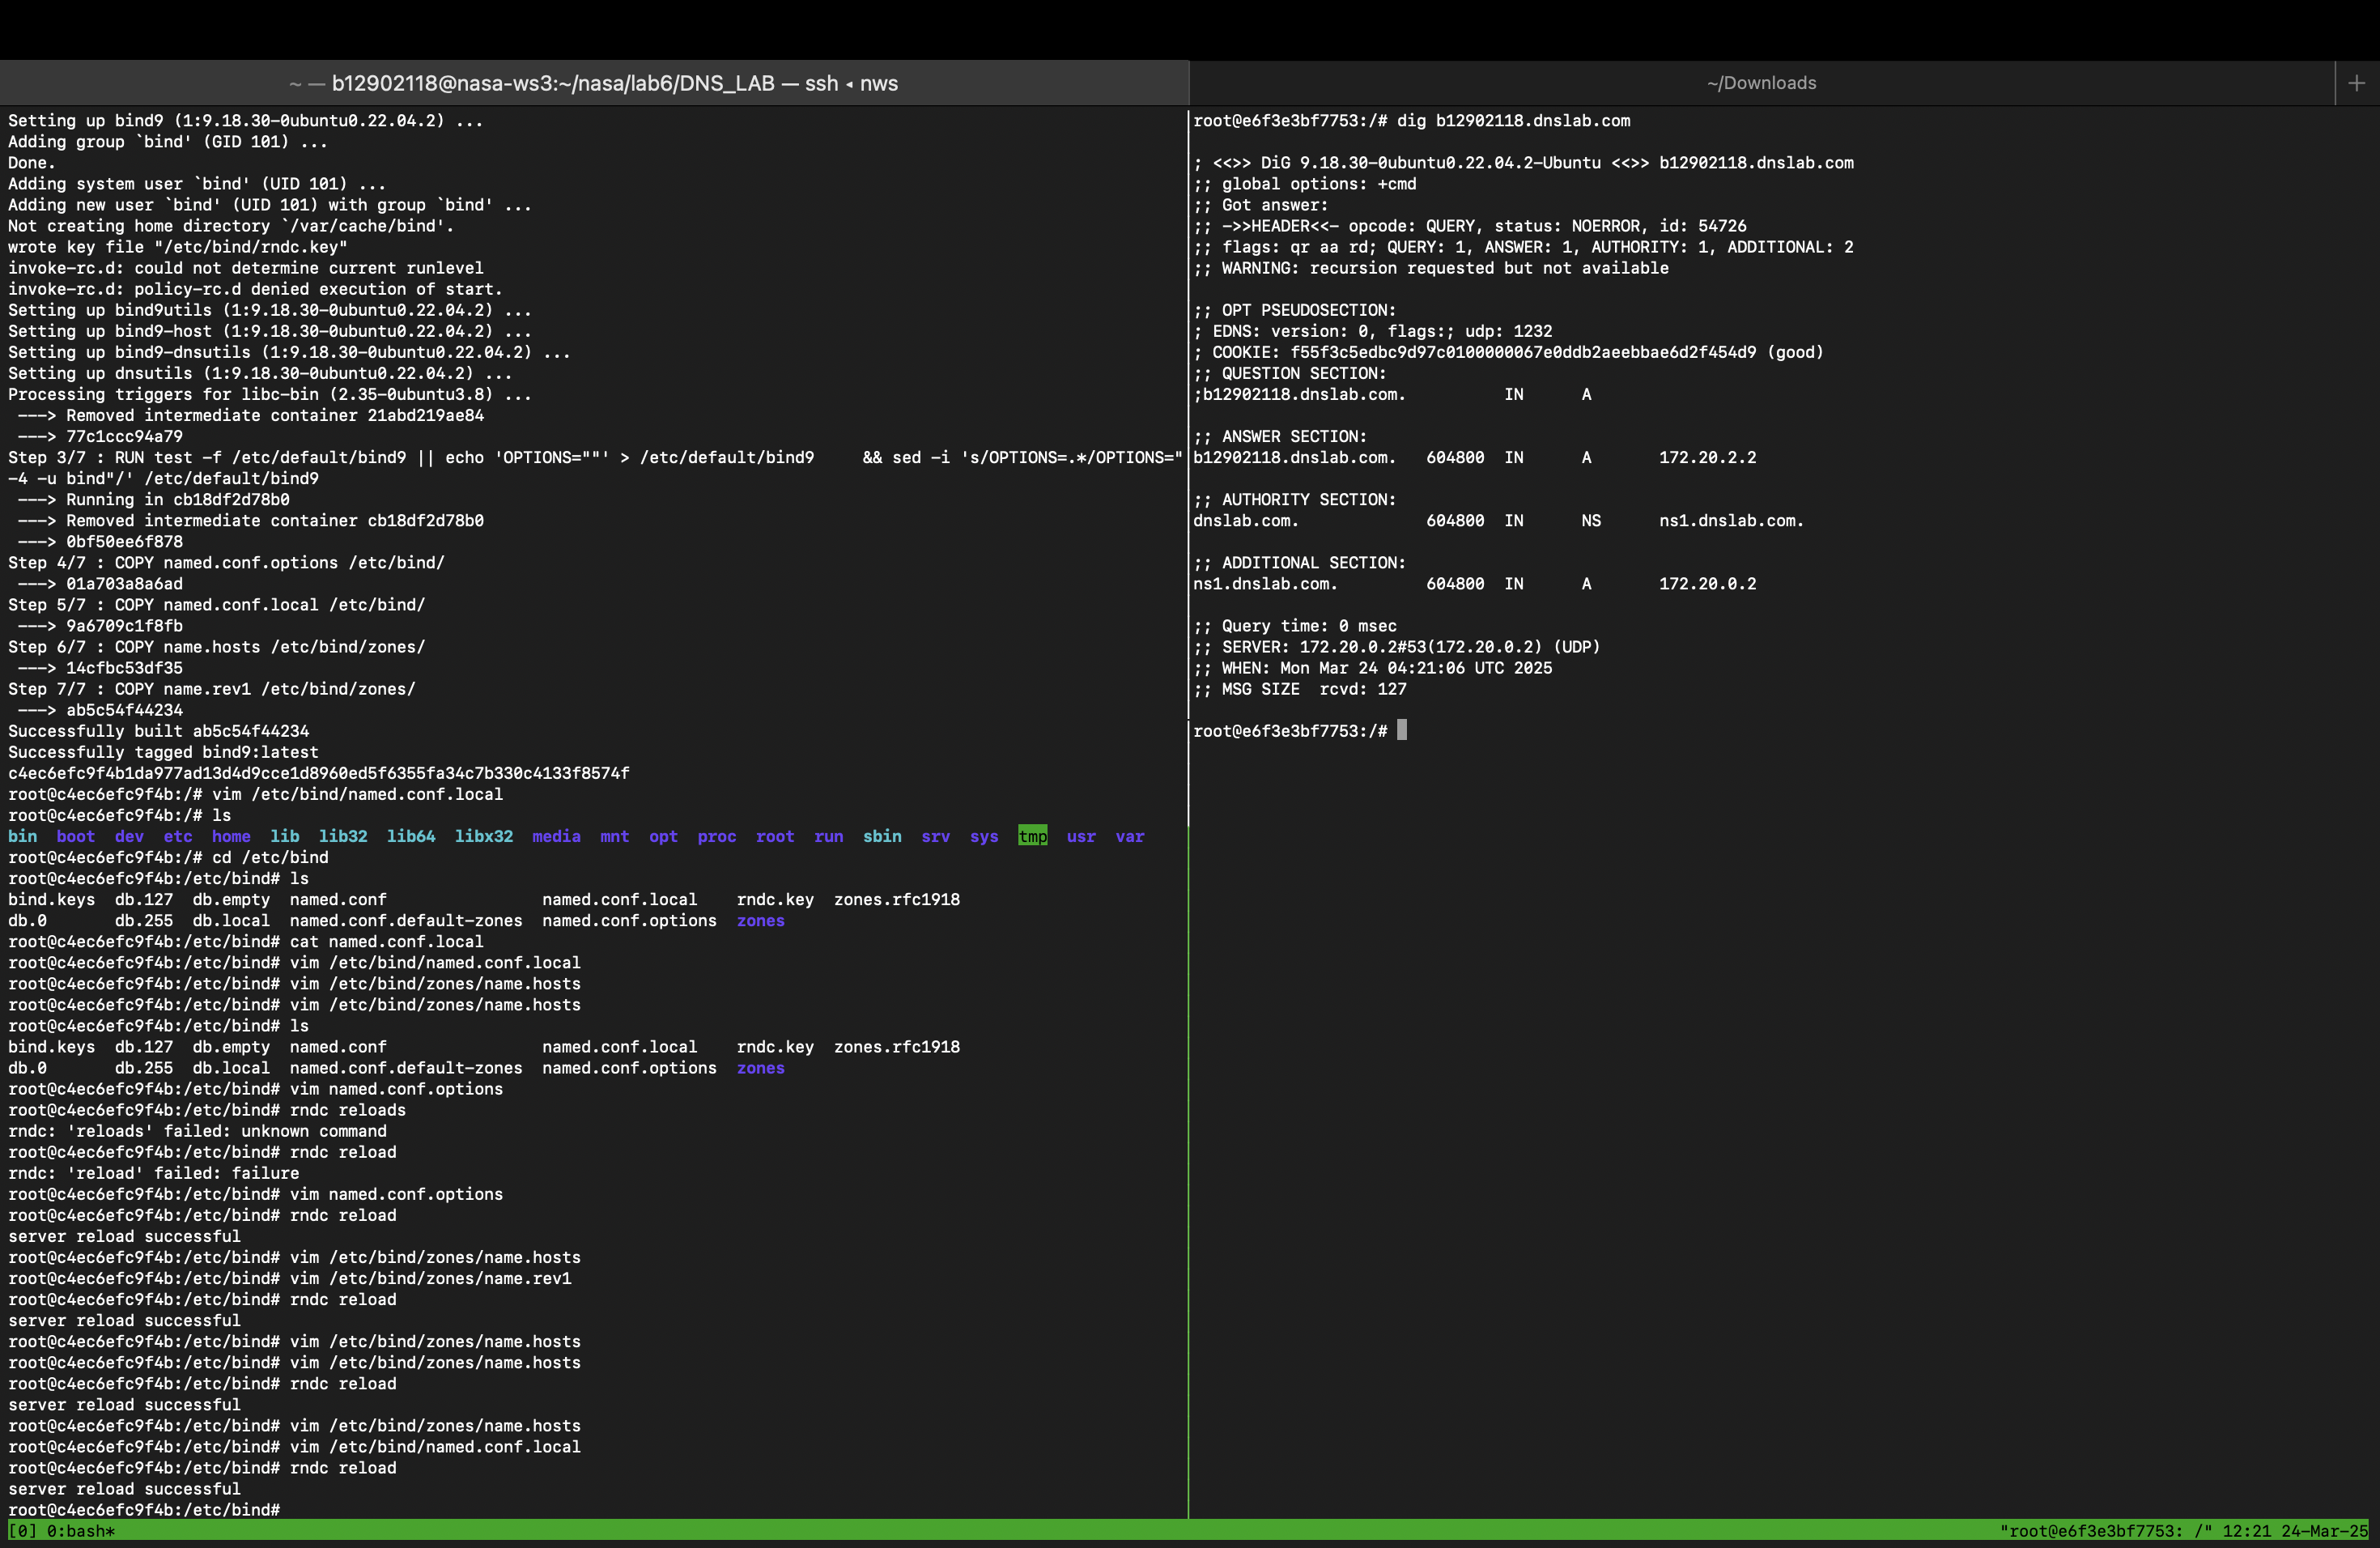 ~ — b12902118@nasa-ws3:~/nasa/lab6/DNS_LAB — ssh ◂ nws
~/Downloads
+
Setting up bind9 (1:9.18.30-0ubuntu0.22.04.2) ...
Adding group `bind' (GID 101) ...
Done.
Adding system user `bind' (UID 101) ...
Adding new user `bind' (UID 101) with group `bind' ...
Not creating home directory `/var/cache/bind'.
wrote key file "/etc/bind/rndc.key"
invoke-rc.d: could not determine current runlevel
invoke-rc.d: policy-rc.d denied execution of start.
Setting up bind9utils (1:9.18.30-0ubuntu0.22.04.2) ...
Setting up bind9-host (1:9.18.30-0ubuntu0.22.04.2) ...
Setting up bind9-dnsutils (1:9.18.30-0ubuntu0.22.04.2) ...
Setting up dnsutils (1:9.18.30-0ubuntu0.22.04.2) ...
Processing triggers for libc-bin (2.35-0ubuntu3.8) ...
 ---> Removed intermediate container 21abd219ae84
 ---> 77c1ccc94a79
Step 3/7 : RUN test -f /etc/default/bind9 || echo 'OPTIONS=""' > /etc/default/bind9     && sed -i 's/OPTIONS=.*/OPTIONS="
-4 -u bind"/' /etc/default/bind9
 ---> Running in cb18df2d78b0
 ---> Removed intermediate container cb18df2d78b0
 ---> 0bf50ee6f878
Step 4/7 : COPY named.conf.options /etc/bind/
 ---> 01a703a8a6ad
Step 5/7 : COPY named.conf.local /etc/bind/
 ---> 9a6709c1f8fb
Step 6/7 : COPY name.hosts /etc/bind/zones/
 ---> 14cfbc53df35
Step 7/7 : COPY name.rev1 /etc/bind/zones/
 ---> ab5c54f44234
Successfully built ab5c54f44234
Successfully tagged bind9:latest
c4ec6efc9f4b1da977ad13d4d9cce1d8960ed5f6355fa34c7b330c4133f8574f
root@c4ec6efc9f4b:/# vim /etc/bind/named.conf.local
root@c4ec6efc9f4b:/# ls
bin  boot  dev  etc  home  lib  lib32  lib64  libx32  media  mnt  opt  proc  root  run  sbin  srv  sys  tmp  usr  var
root@c4ec6efc9f4b:/# cd /etc/bind
root@c4ec6efc9f4b:/etc/bind# ls
bind.keys  db.127  db.empty  named.conf                named.conf.local    rndc.key  zones.rfc1918
db.0       db.255  db.local  named.conf.default-zones  named.conf.options  zones
root@c4ec6efc9f4b:/etc/bind# cat named.conf.local
root@c4ec6efc9f4b:/etc/bind# vim /etc/bind/named.conf.local
root@c4ec6efc9f4b:/etc/bind# vim /etc/bind/zones/name.hosts
root@c4ec6efc9f4b:/etc/bind# vim /etc/bind/zones/name.hosts
root@c4ec6efc9f4b:/etc/bind# ls
bind.keys  db.127  db.empty  named.conf                named.conf.local    rndc.key  zones.rfc1918
db.0       db.255  db.local  named.conf.default-zones  named.conf.options  zones
root@c4ec6efc9f4b:/etc/bind# vim named.conf.options
root@c4ec6efc9f4b:/etc/bind# rndc reloads
rndc: 'reloads' failed: unknown command
root@c4ec6efc9f4b:/etc/bind# rndc reload
rndc: 'reload' failed: failure
root@c4ec6efc9f4b:/etc/bind# vim named.conf.options
root@c4ec6efc9f4b:/etc/bind# rndc reload
server reload successful
root@c4ec6efc9f4b:/etc/bind# vim /etc/bind/zones/name.hosts
root@c4ec6efc9f4b:/etc/bind# vim /etc/bind/zones/name.rev1
root@c4ec6efc9f4b:/etc/bind# rndc reload
server reload successful
root@c4ec6efc9f4b:/etc/bind# vim /etc/bind/zones/name.hosts
root@c4ec6efc9f4b:/etc/bind# vim /etc/bind/zones/name.hosts
root@c4ec6efc9f4b:/etc/bind# rndc reload
server reload successful
root@c4ec6efc9f4b:/etc/bind# vim /etc/bind/zones/name.hosts
root@c4ec6efc9f4b:/etc/bind# vim /etc/bind/named.conf.local
root@c4ec6efc9f4b:/etc/bind# rndc reload
server reload successful
root@c4ec6efc9f4b:/etc/bind#
root@e6f3e3bf7753:/# dig b12902118.dnslab.com
; <<>> DiG 9.18.30-0ubuntu0.22.04.2-Ubuntu <<>> b12902118.dnslab.com
;; global options: +cmd
;; Got answer:
;; ->>HEADER<<- opcode: QUERY, status: NOERROR, id: 54726
;; flags: qr aa rd; QUERY: 1, ANSWER: 1, AUTHORITY: 1, ADDITIONAL: 2
;; WARNING: recursion requested but not available
;; OPT PSEUDOSECTION:
; EDNS: version: 0, flags:; udp: 1232
; COOKIE: f55f3c5edbc9d97c0100000067e0ddb2aeebbae6d2f454d9 (good)
;; QUESTION SECTION:
;b12902118.dnslab.com.          IN      A
;; ANSWER SECTION:
b12902118.dnslab.com.   604800  IN      A       172.20.2.2
;; AUTHORITY SECTION:
dnslab.com.             604800  IN      NS      ns1.dnslab.com.
;; ADDITIONAL SECTION:
ns1.dnslab.com.         604800  IN      A       172.20.0.2
;; Query time: 0 msec
;; SERVER: 172.20.0.2#53(172.20.0.2) (UDP)
;; WHEN: Mon Mar 24 04:21:06 UTC 2025
;; MSG SIZE  rcvd: 127
root@e6f3e3bf7753:/#
[0] 0:bash*
"root@e6f3e3bf7753: /" 12:21 24-Mar-25